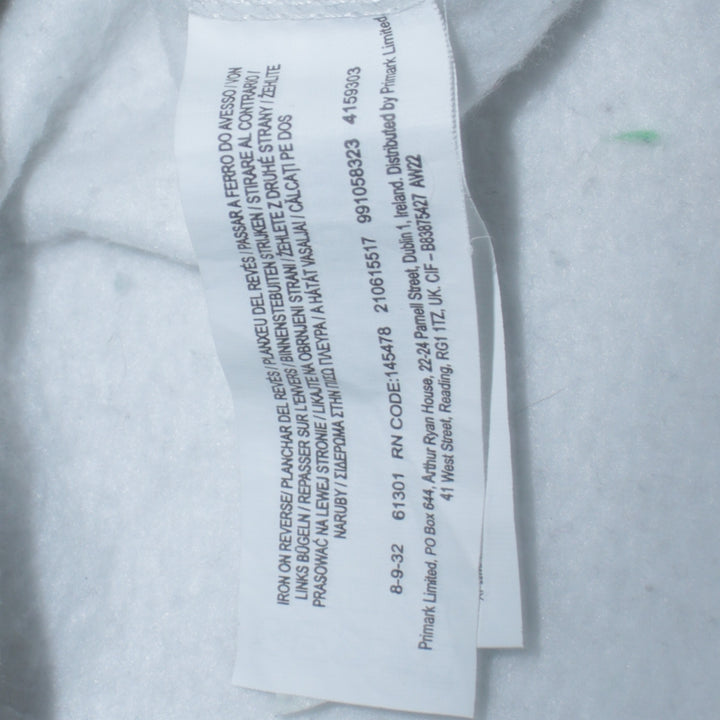 IRON ON REVERSE/ PLANCHAR DEL REVÉS / PLANXEU DEL REVÉS / PASSAR A FERRO DO AVESSO / VON
LINKS BÜGELN / REPASSER SUR L'ENVERS / BINNENSTEBUITEN STRIJKEN / STIRARE AL CONTRARIO /
PRASOWAĆ NA LEWEJ STRONIE / LIKAJTE NA OBRNJENI STRANI / ŽEHLETE Z DRUHÉ STRANY / ŽEHLITE
NARUBY / ΣΙΔΕΡΩΜΑ ΣΤΗΝ ΠΙΣΩ ΠΛΕΥΡΑ / A HÁTÁT VASALJA! / CĂLCAȚI PE DOS
8-9-32 61301 RN CODE:145478 210615517 991058323 4159303
Primark Limited, PO Box 644, Arthur Ryan House, 22-24 Parnell Street, Dublin 1, Ireland. Distributed by Primark Limited,
41 West Street, Reading, RG1 1TZ, UK. CIF – B83875427 AW22